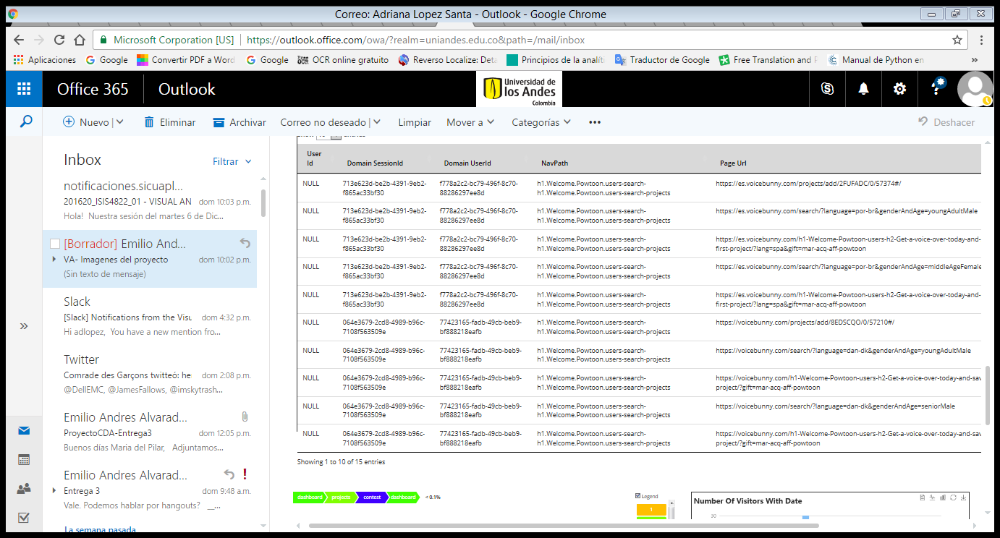 Correo: Adriana Lopez Santa - Outlook - Google Chrome
Microsoft Corporation [US] https://outlook.office.com/owa/?realm=uniandes.edu.co&path=/mail/inbox
Aplicaciones Google Convertir PDF a Word Google OCR online gratuito Reverso Localize: Deta Principios de la analíti Traductor de Google Free Translation and P Manual de Python en »
Office 365 Outlook Universidad de
los Andes
Colombia
Nuevo Eliminar Archivar Correo no deseado Limpiar Mover a Categorías ••• Deshacer
Inbox Filtrar
notificaciones.sicuapl...
201620_ISIS4822_01 - VISUAL AN dom 10:03 p.m.
Hola! Nuestra sesión del martes 6 de Dic...
[Borrador] Emilio And...
VA- Imagenes del proyecto dom 10:02 p.m.
(Sin texto de mensaje)
Slack
[Slack] Notifications from the Visu dom 4:32 p.m.
Hi adlopez, You have a new mention fro...
Twitter
Comrade des Garçons twitteó: he dom 2:08 p.m.
@DellEMC, @JamesFallows, @imskytrash...
Emilio Andres Alvarad...
ProyectoCDA-Entrega3 dom 12:05 p.m.
Buenos días Maria del Pilar, Adjuntamos...
Emilio Andres Alvarad... !
Entrega 3 dom 9:48 a.m.
Vale. Podemos hablar por hangouts? __...
La semana pasada
User
Id Domain SessionId Domain UserId NavPath Page Url
NULL 713e623d-be2b-4391-9eb2- f778a2c2-bc79-496f-8c70- h1.Welcome.Powtoon.users-search- https://es.voicebunny.com/projects/add/2FUFADC/0/57374#/
f865ac33bf30 88286297ee8d h1.Welcome.Powtoon.users-search-projects
NULL 713e623d-be2b-4391-9eb2- f778a2c2-bc79-496f-8c70- h1.Welcome.Powtoon.users-search- https://es.voicebunny.com/search/?language=por-br&genderAndAge=youngAdultMale
f865ac33bf30 88286297ee8d h1.Welcome.Powtoon.users-search-projects
NULL 713e623d-be2b-4391-9eb2- f778a2c2-bc79-496f-8c70- h1.Welcome.Powtoon.users-search- https://es.voicebunny.com/h1-Welcome-Powtoon-users-h2-Get-a-voice-over-today-and-
f865ac33bf30 88286297ee8d h1.Welcome.Powtoon.users-search-projects first-project/?lang=spa&gift=mar-acq-aff-powtoon
NULL 713e623d-be2b-4391-9eb2- f778a2c2-bc79-496f-8c70- h1.Welcome.Powtoon.users-search- https://es.voicebunny.com/search/?language=por-br&genderAndAge=middleAgeFemale
f865ac33bf30 88286297ee8d h1.Welcome.Powtoon.users-search-projects
NULL 713e623d-be2b-4391-9eb2- f778a2c2-bc79-496f-8c70- h1.Welcome.Powtoon.users-search- https://es.voicebunny.com/h1-Welcome-Powtoon-users-h2-Get-a-voice-over-today-and-
f865ac33bf30 88286297ee8d h1.Welcome.Powtoon.users-search-projects first-project/?lang=spa&gift=mar-acq-aff-powtoon
NULL 064e3679-2cd8-4989-b96c- 77423165-fadb-49cb-beb9- h1.Welcome.Powtoon.users-search- https://voicebunny.com/projects/add/8EDSCQO/0/57210#/
7108f563509e bf888218eafb h1.Welcome.Powtoon.users-search-projects
NULL 064e3679-2cd8-4989-b96c- 77423165-fadb-49cb-beb9- h1.Welcome.Powtoon.users-search- https://voicebunny.com/search/?language=dan-dk&genderAndAge=youngAdultMale
7108f563509e bf888218eafb h1.Welcome.Powtoon.users-search-projects
NULL 064e3679-2cd8-4989-b96c- 77423165-fadb-49cb-beb9- h1.Welcome.Powtoon.users-search- https://voicebunny.com/h1-Welcome-Powtoon-users-h2-Get-a-voice-over-today-and-sav
7108f563509e bf888218eafb h1.Welcome.Powtoon.users-search-projects project/?gift=mar-acq-aff-powtoon
NULL 064e3679-2cd8-4989-b96c- 77423165-fadb-49cb-beb9- h1.Welcome.Powtoon.users-search- https://voicebunny.com/search/?language=dan-dk&genderAndAge=seniorMale
7108f563509e bf888218eafb h1.Welcome.Powtoon.users-search-projects
NULL 064e3679-2cd8-4989-b96c- 77423165-fadb-49cb-beb9- h1.Welcome.Powtoon.users-search- https://voicebunny.com/h1-Welcome-Powtoon-users-h2-Get-a-voice-over-today-and-sav
7108f563509e bf888218eafb h1.Welcome.Powtoon.users-search-projects project/?gift=mar-acq-aff-powtoon
Showing 1 to 10 of 15 entries
dashboard projects contest dashboard < 0.1% Legend
1
Number Of Visitors With Date
30